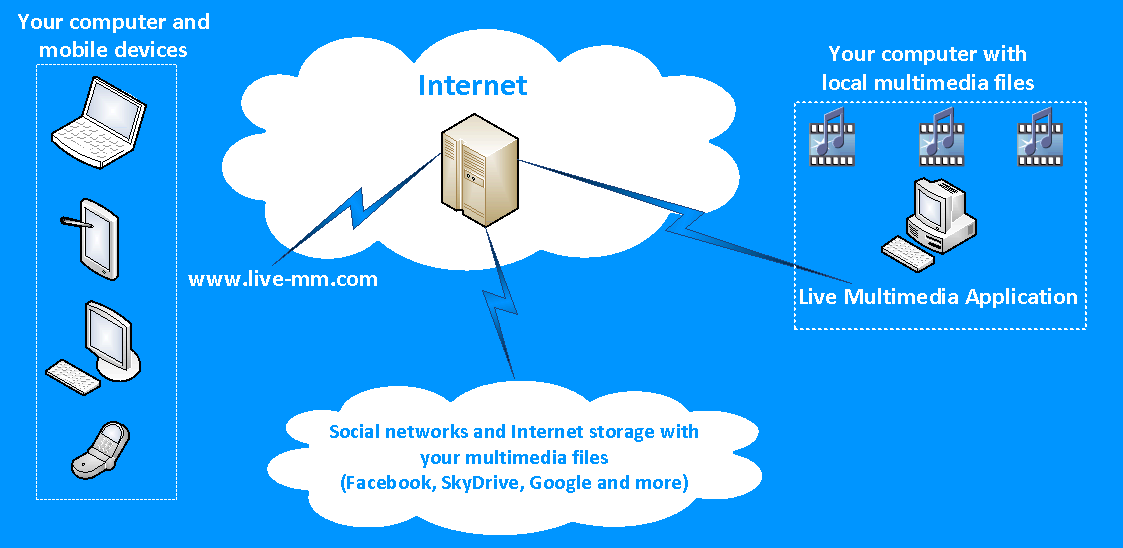 Your computer and
mobile devices
Internet
Your computer with
local multimedia files
www.live-mm.com
Live Multimedia Application
Social networks and Internet storage with
your multimedia files
(Facebook, SkyDrive, Google and more)